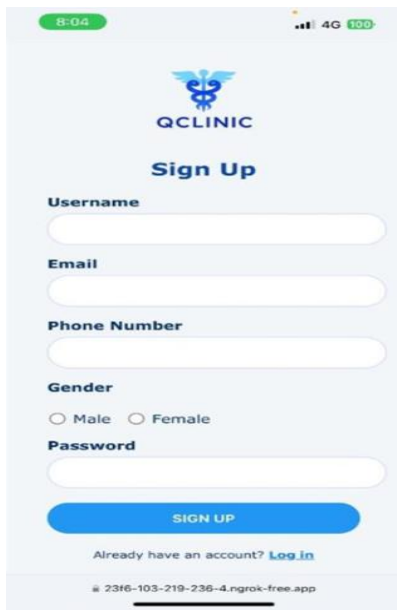 8:04 4G 100
QCLINIC
Sign Up
Username
Email
Phone Number
Gender
Male Female
Password
SIGN UP
Already have an account? Log in
23f6-103-219-236-4.ngrok-free.app